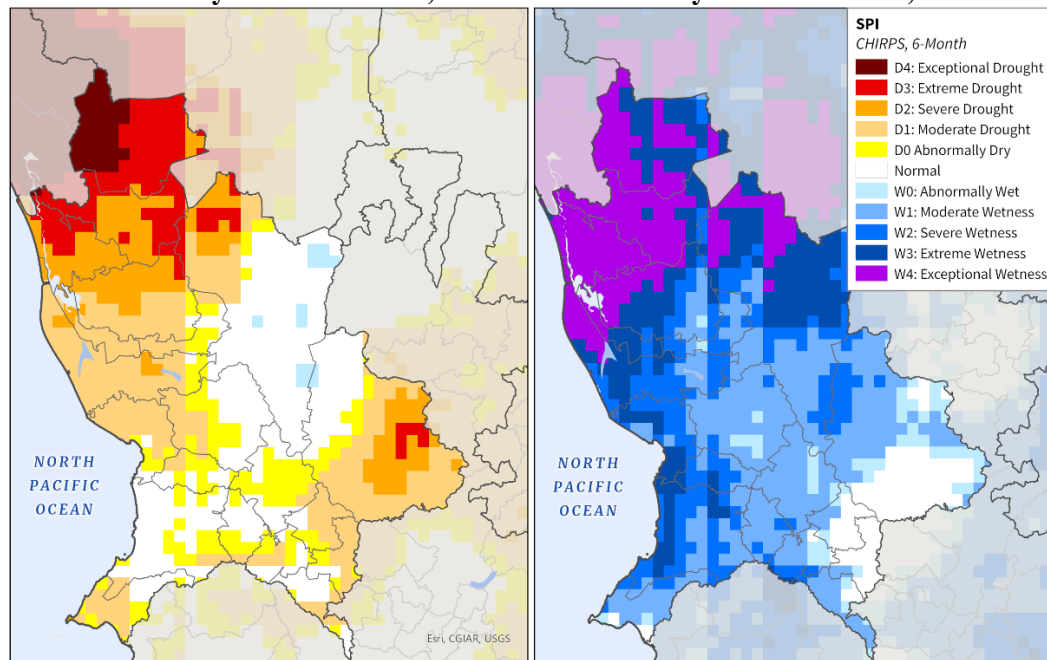 NORTH
PACIFIC
OCEAN
Esri, CGIAR, USGS
NORTH
PACIFIC
OCEAN
SPI
CHIRPS, 6-Month
D4: Exceptional Drought
D3: Extreme Drought
D2: Severe Drought
D1: Moderate Drought
D0 Abnormally Dry
Normal
W0: Abnormally Wet
W1: Moderate Wetness
W2: Severe Wetness
W3: Extreme Wetness
W4: Exceptional Wetness